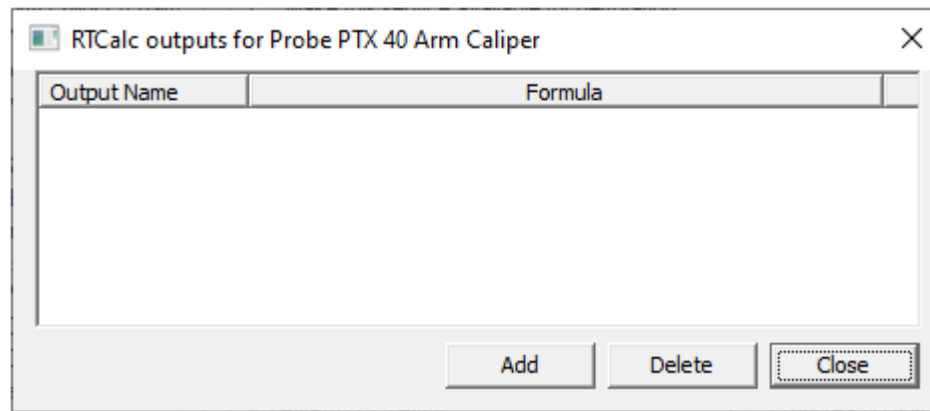 RTCalc outputs for Probe PTX 40 Arm Caliper
Output Name Formula
Add Delete Close